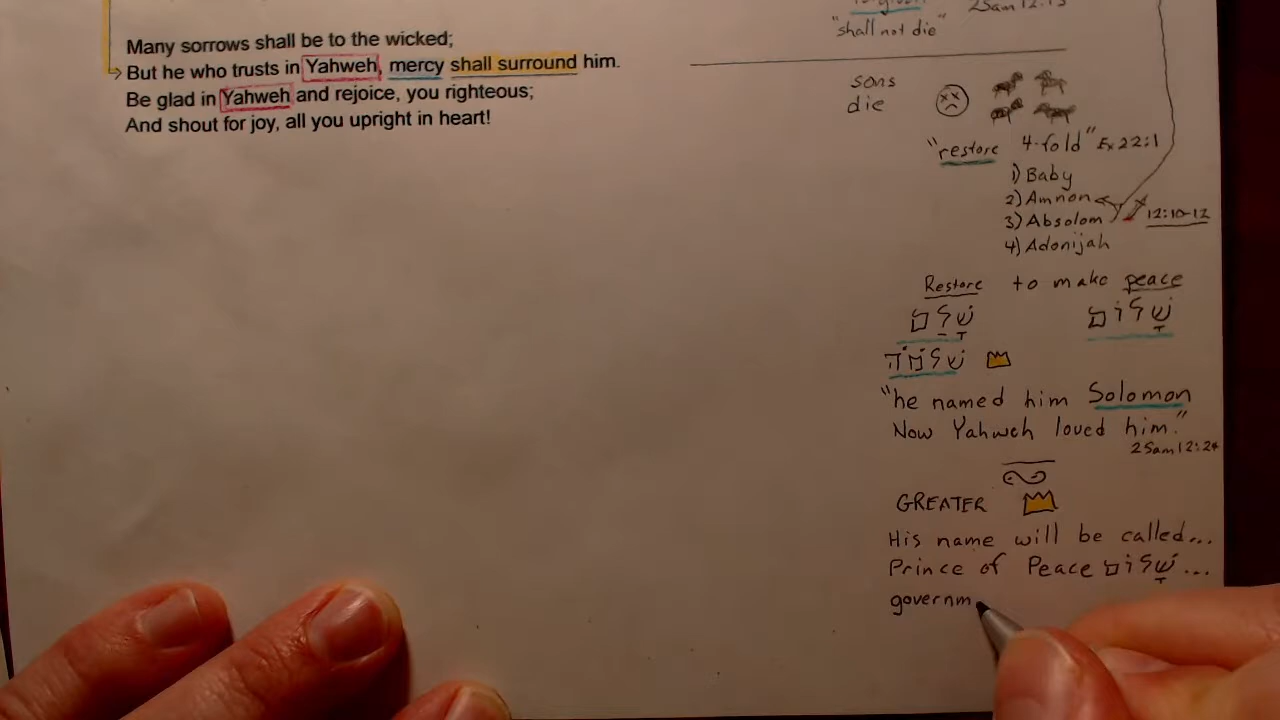 Many sorrows shall be to the wicked;
But he who trusts in Yahweh, mercy shall surround him.
Be glad in Yahweh and rejoice, you righteous;
And shout for joy, all you upright in heart!
"shall not die"
2Sam 12:13
sons
die
"restore 4-fold" Ex 22:1
1) Baby
2) Amnon
3) Absolom
4) Adonijah
12:10-12
Restore to make peace
שָׁלַם שָׁלוֹם
שְׁלֹמֹה
"he named him Solomon
Now Yahweh loved him."
2Sam 12:24
GREATER
His name will be called...
Prince of Peace שָׁלוֹם ...
governm